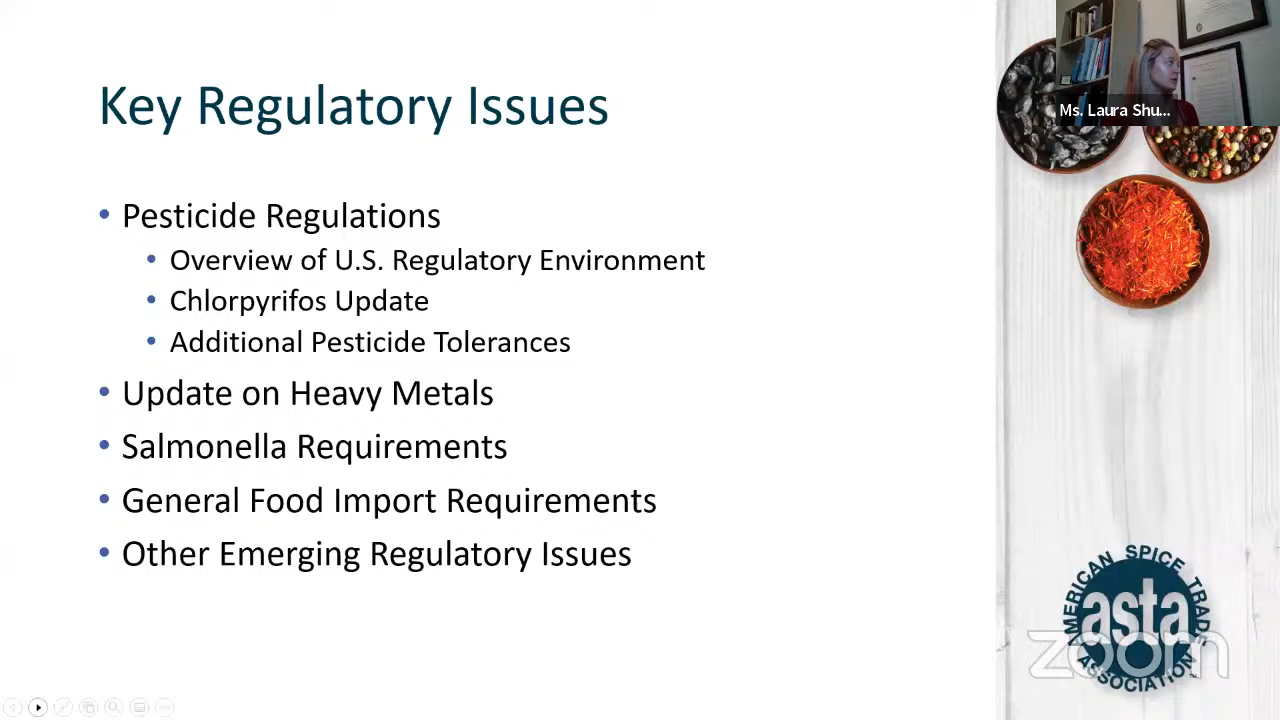 Key Regulatory Issues
Ms. Laura Shu...
• Pesticide Regulations
• Overview of U.S. Regulatory Environment
• Chlorpyrifos Update
• Additional Pesticide Tolerances
• Update on Heavy Metals
• Salmonella Requirements
• General Food Import Requirements
• Other Emerging Regulatory Issues
AMERICAN SPICE TRADE ASSOCIATION
asta
zoom